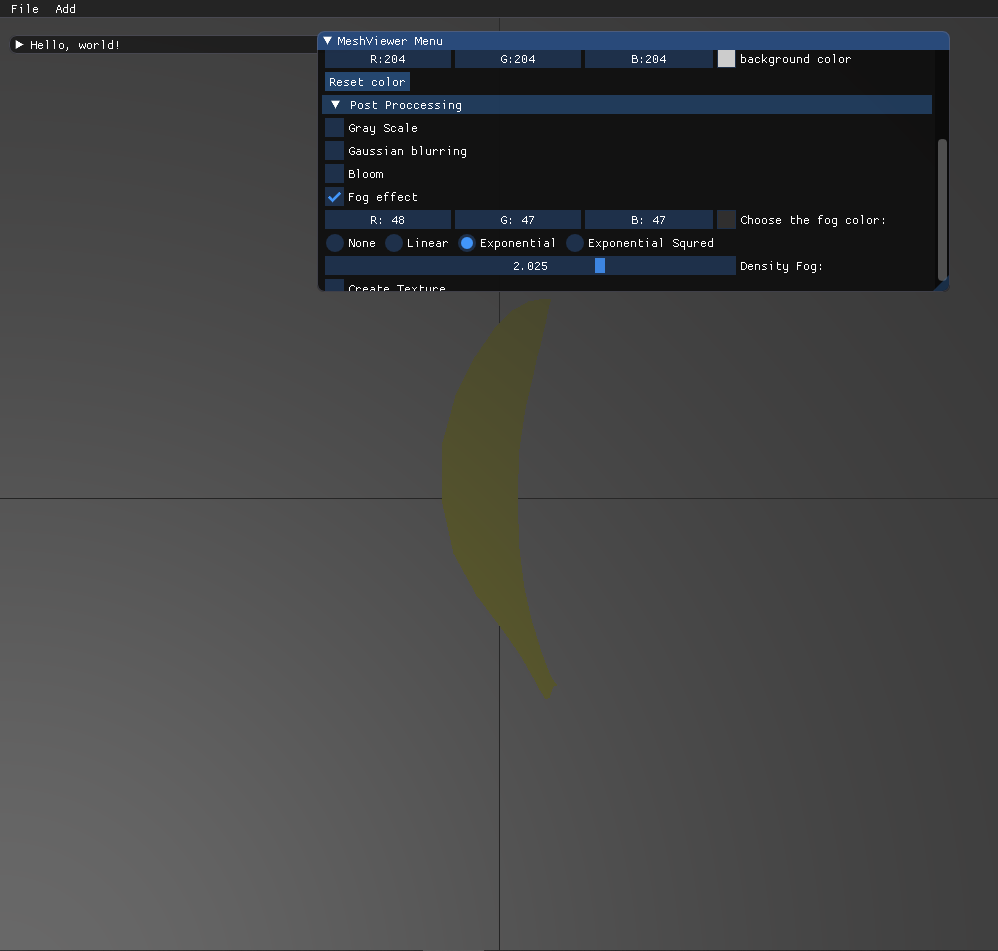 File Add
Hello, world!
MeshViewer Menu
R:204 G:204 B:204 background color
Reset color
Post Proccessing
Gray Scale
Gaussian blurring
Bloom
Fog effect
R: 48 G: 47 B: 47 Choose the fog color:
None Linear Exponential Exponential Squred
2.025 Density Fog:
Create Texture